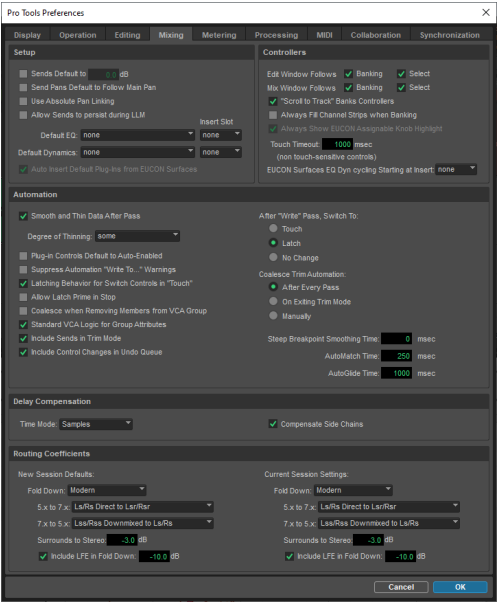 Pro Tools Preferences
Display Operation Editing Mixing Metering Processing MIDI Collaboration Synchronization
Setup
Sends Default to 0.0 dB
Send Pans Default to Follow Main Pan
Use Absolute Pan Linking
Allow Sends to persist during LLM
Insert Slot
Default EQ: none none
Default Dynamics: none none
Auto Insert Default Plug-Ins from EUCON Surfaces
Controllers
Edit Window Follows Banking Select
Mix Window Follows Banking Select
"Scroll to Track" Banks Controllers
Always Fill Channel Strips when Banking
Always Show EUCON Assignable Knob Highlight
Touch Timeout: 1000 msec
(non touch-sensitive controls)
EUCON Surfaces EQ Dyn cycling Starting at Insert: none
Automation
Smooth and Thin Data After Pass
Degree of Thinning: some
Plug-in Controls Default to Auto-Enabled
Suppress Automation "Write To..." Warnings
Latching Behavior for Switch Controls in "Touch"
Allow Latch Prime in Stop
Coalesce when Removing Members from VCA Group
Standard VCA Logic for Group Attributes
Include Sends in Trim Mode
Include Control Changes in Undo Queue
After "Write" Pass, Switch To:
Touch
Latch
No Change
Coalesce Trim Automation:
After Every Pass
On Exiting Trim Mode
Manually
Steep Breakpoint Smoothing Time: 0 msec
AutoMatch Time: 250 msec
AutoGlide Time: 1000 msec
Delay Compensation
Time Mode: Samples
Compensate Side Chains
Routing Coefficients
New Session Defaults:
Fold Down: Modern
5.x to 7.x: Ls/Rs Direct to Lsr/Rsr
7.x to 5.x: Lss/Rss Downmixed to Ls/Rs
Surrounds to Stereo: -3.0 dB
Include LFE in Fold Down: -10.0 dB
Current Session Settings:
Fold Down: Modern
5.x to 7.x: Ls/Rs Direct to Lsr/Rsr
7.x to 5.x: Lss/Rss Downmixed to Ls/Rs
Surrounds to Stereo: -3.0 dB
Include LFE in Fold Down: -10.0 dB
Cancel OK